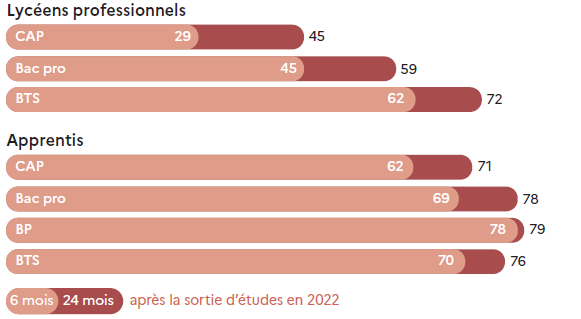 Lycéens professionnels
CAP 29 45
Bac pro 45 59
BTS 62 72
Apprentis
CAP 62 71
Bac pro 69 78
BP 78 79
BTS 70 76
6 mois 24 mois après la sortie d'études en 2022